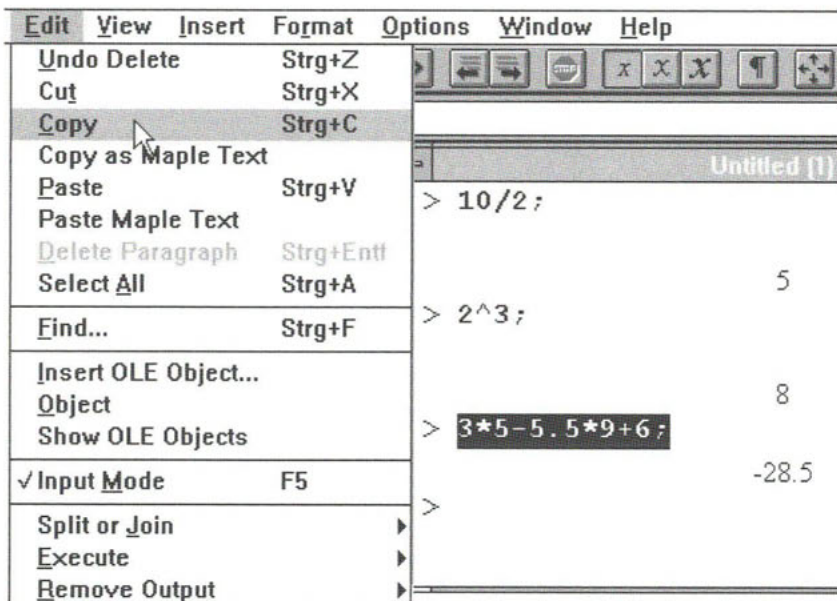 Edit View Insert Format Options Window Help
Undo Delete Strg+Z
Cut Strg+X
Copy Strg+C
Copy as Maple Text
Paste Strg+V
Paste Maple Text
Delete Paragraph Strg+Entf
Select All Strg+A
Find... Strg+F
Insert OLE Object...
Object
Show OLE Objects
√ Input Mode F5
Split or Join
Execute
Remove Output
STOP
x x x ¶
Untitled (1)
> 10/2;
5
> 2^3;
8
> 3*5-5.5*9+6;
-28.5
>